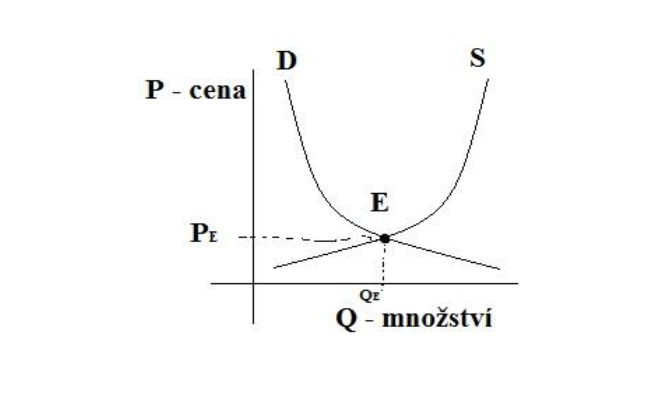 D
S
P - cena
E
PE
QE
Q - množství